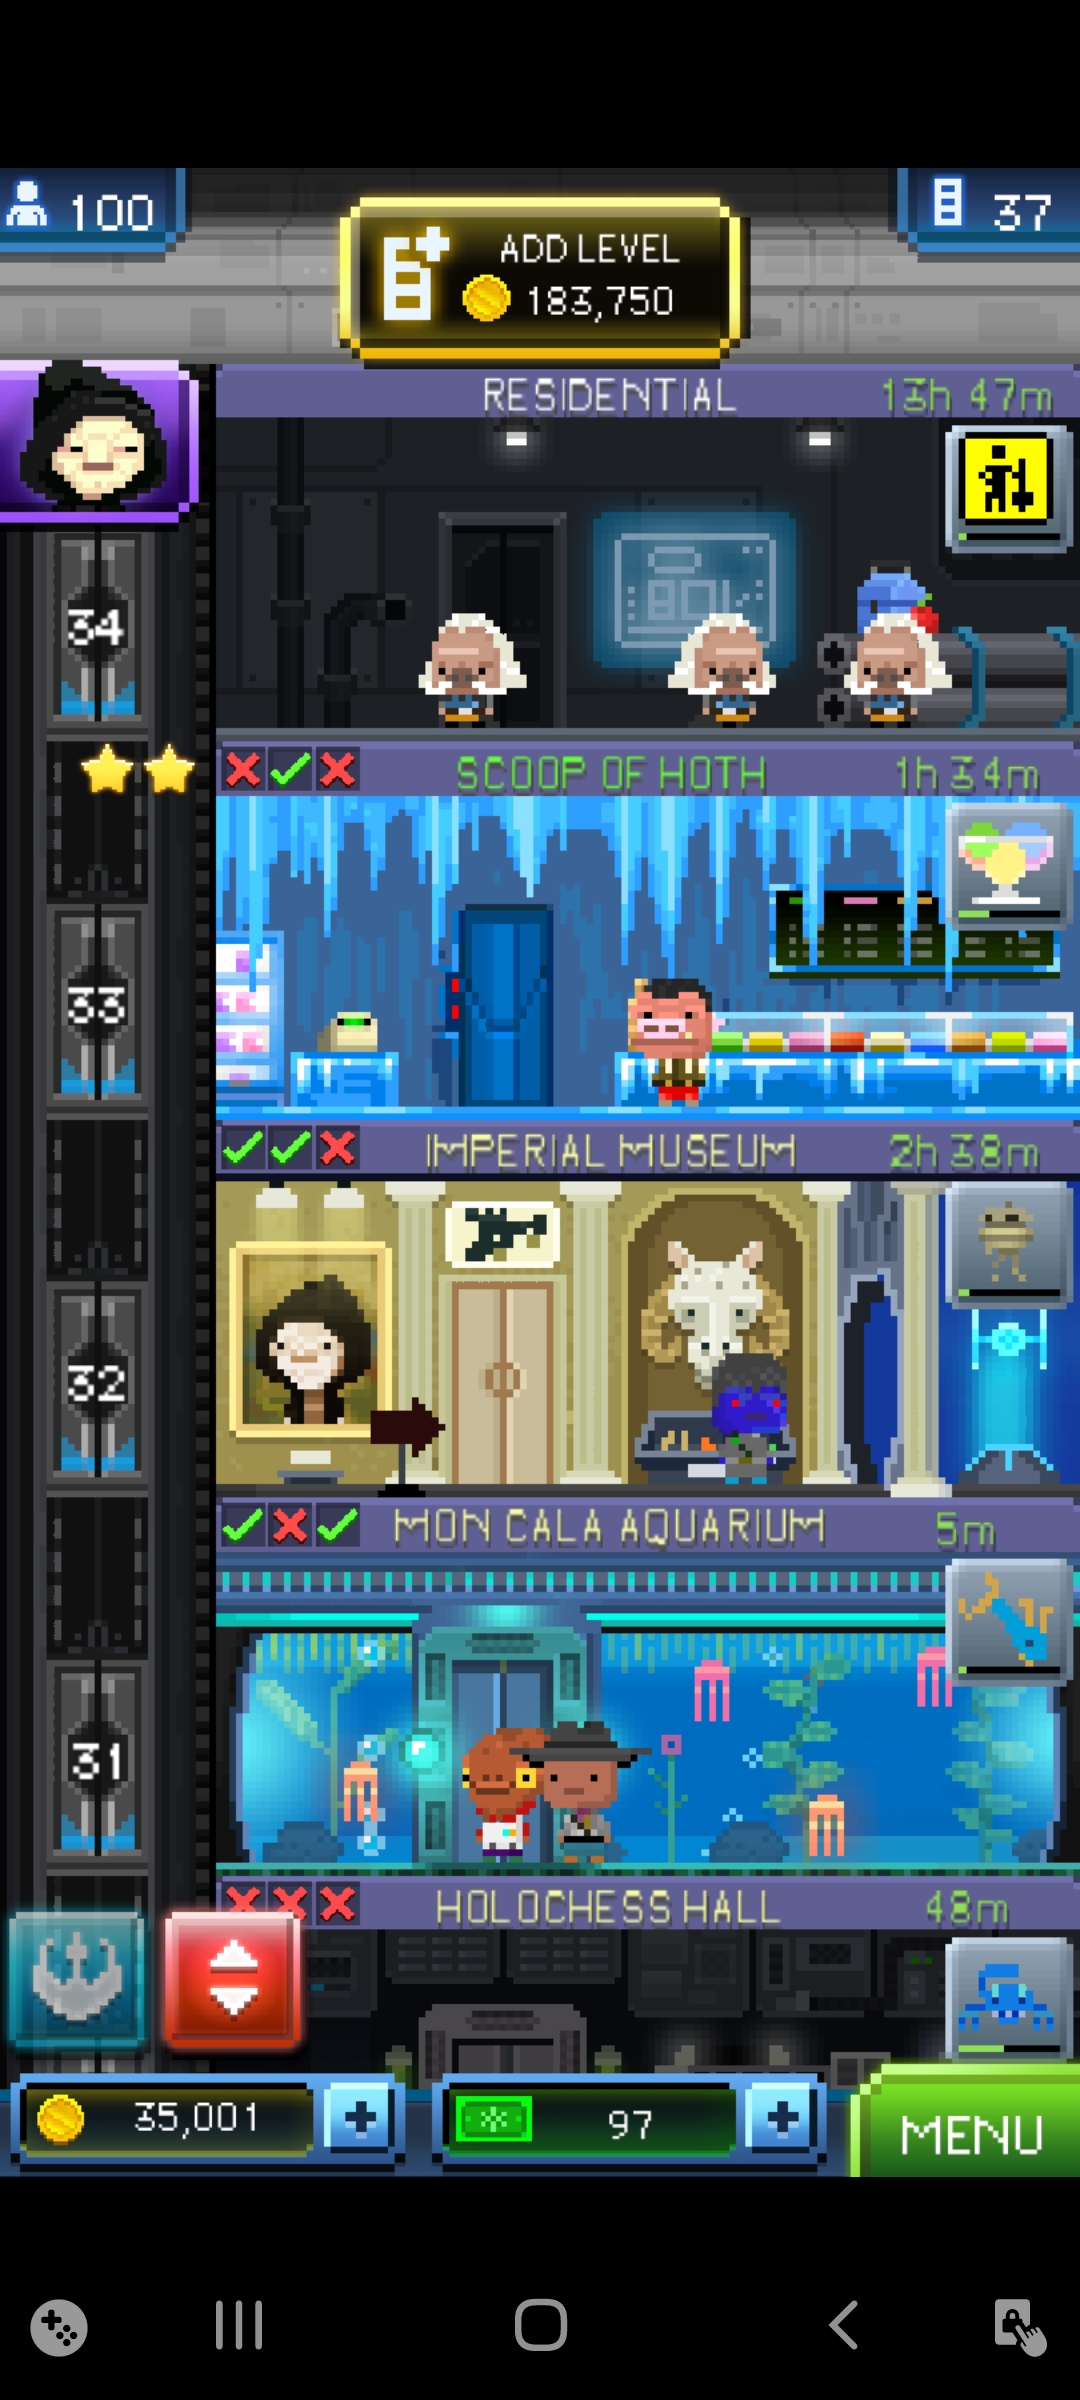 100
ADD LEVEL
183,750
37
RESIDENTIAL 13h 47m
34
SCOOP OF HOTH 1h 34m
33
IMPERIAL MUSEUM 2h 38m
32
MON CALA AQUARIUM 5m
31
HOLOCHESS HALL 48m
35,001
97
MENU